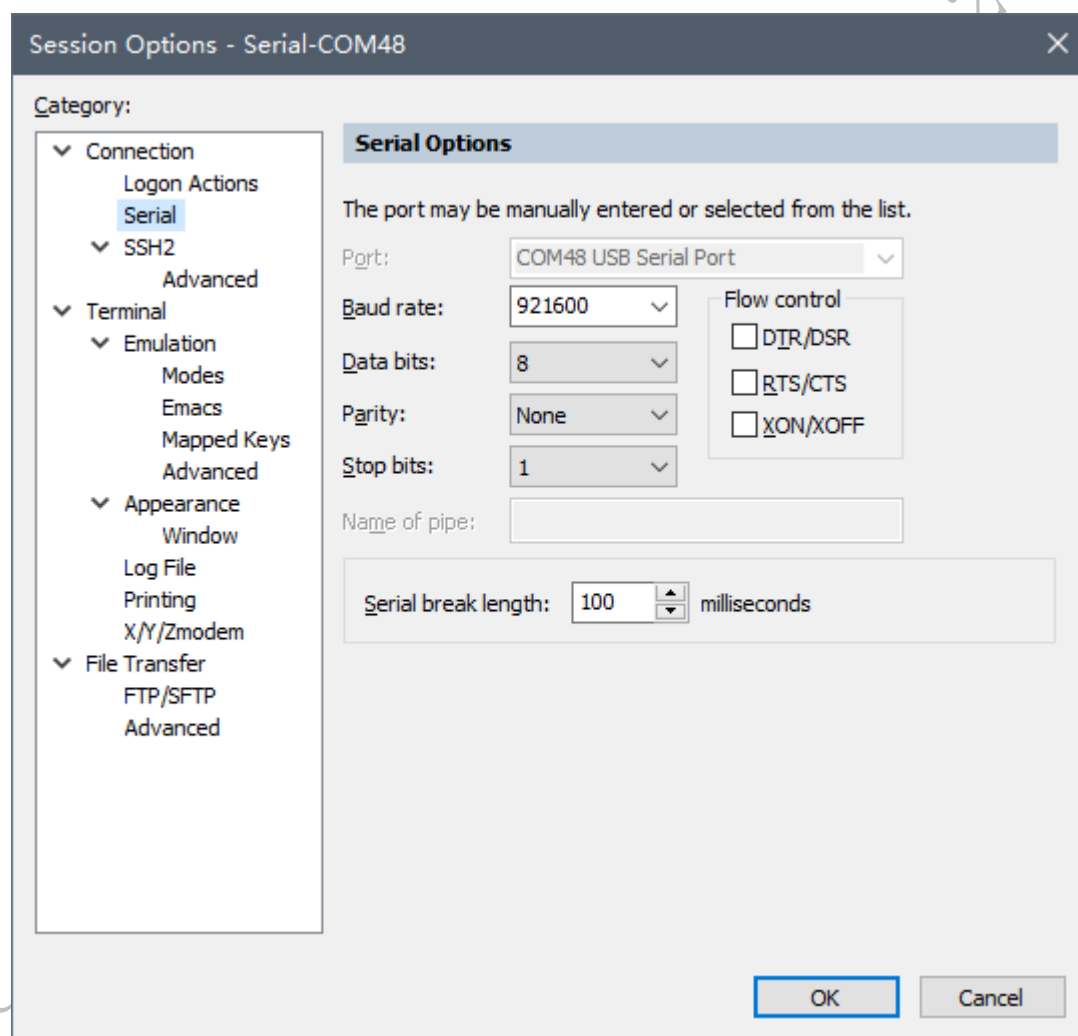 Session Options - Serial-COM48
Category:
Connection
Logon Actions
Serial
SSH2
Advanced
Terminal
Emulation
Modes
Emacs
Mapped Keys
Advanced
Appearance
Window
Log File
Printing
X/Y/Zmodem
File Transfer
FTP/SFTP
Advanced
Serial Options
The port may be manually entered or selected from the list.
Port: COM48 USB Serial Port
Baud rate: 921600
Data bits: 8
Parity: None
Stop bits: 1
Flow control
DTR/DSR
RTS/CTS
XON/XOFF
Name of pipe:
Serial break length: 100 milliseconds
OK Cancel